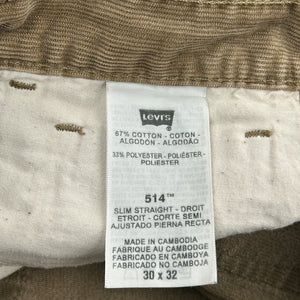 Levi's
67% COTTON - COTON -
ALGODÓN - ALGODÃO
33% POLYESTER - POLIÉSTER -
POLIESTER
514™
SLIM STRAIGHT - DROIT
ETROIT - CORTE SEMI
AJUSTADO PIERNA RECTA
MADE IN CAMBODIA
FABRIQUE AU CAMBODGE
FABRICADO EN CAMBOYA
FABRICADO NO CAMBOJA
30 x 32